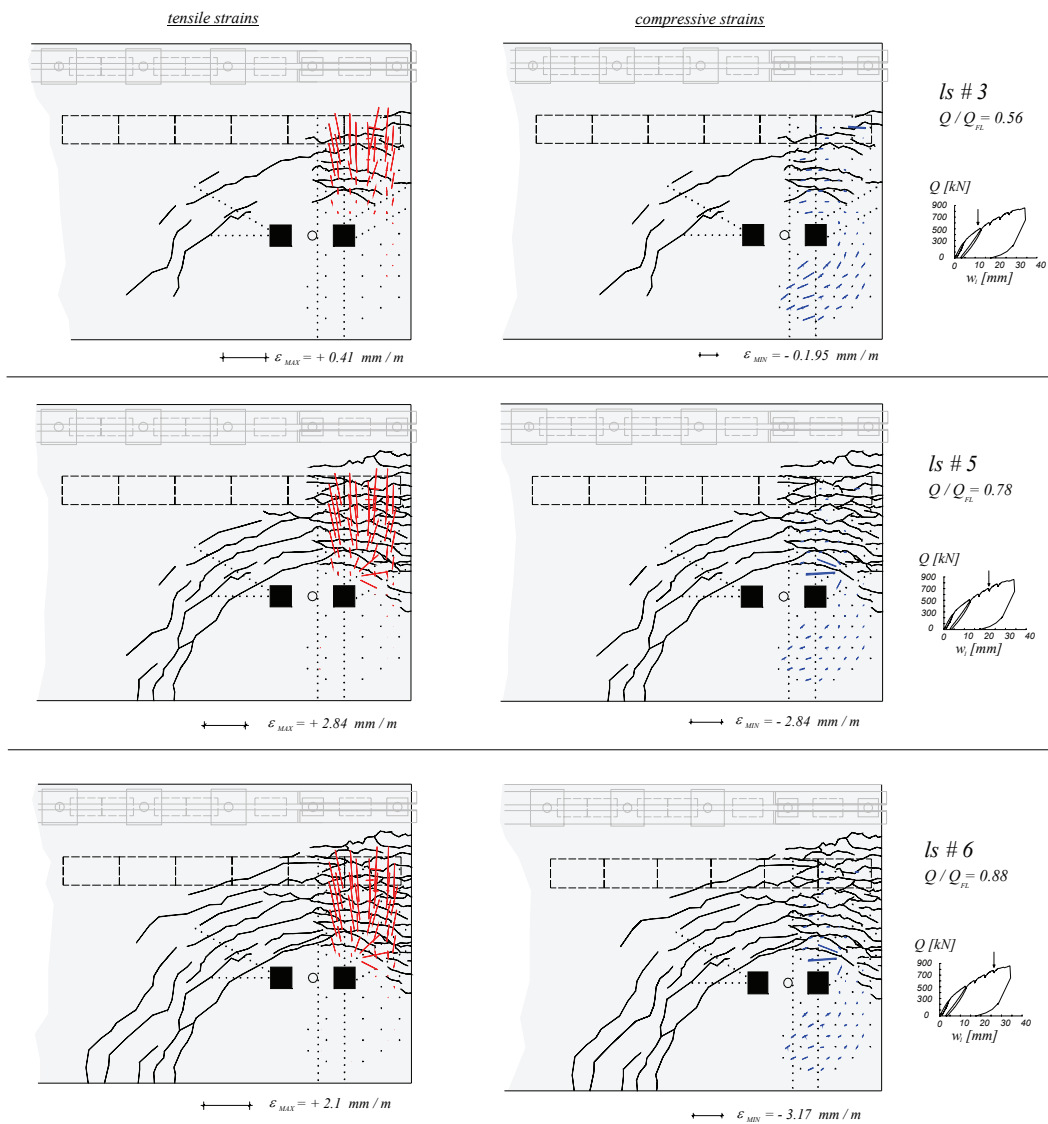 tensile strains
compressive strains
ls # 3
Q / Q_FL = 0.56
Q [kN]
900
700
500
300
0
0 10 20 30 40
w_t [mm]
ε_MAX = + 0.41 mm / m
ε_MIN = - 0.1.95 mm / m
ls # 5
Q / Q_FL = 0.78
Q [kN]
900
700
500
300
0
0 10 20 30 40
w_t [mm]
ε_MAX = + 2.84 mm / m
ε_MIN = - 2.84 mm / m
ls # 6
Q / Q_FL = 0.88
Q [kN]
900
700
500
300
0
0 10 20 30 40
w_t [mm]
ε_MAX = + 2.1 mm / m
ε_MIN = - 3.17 mm / m